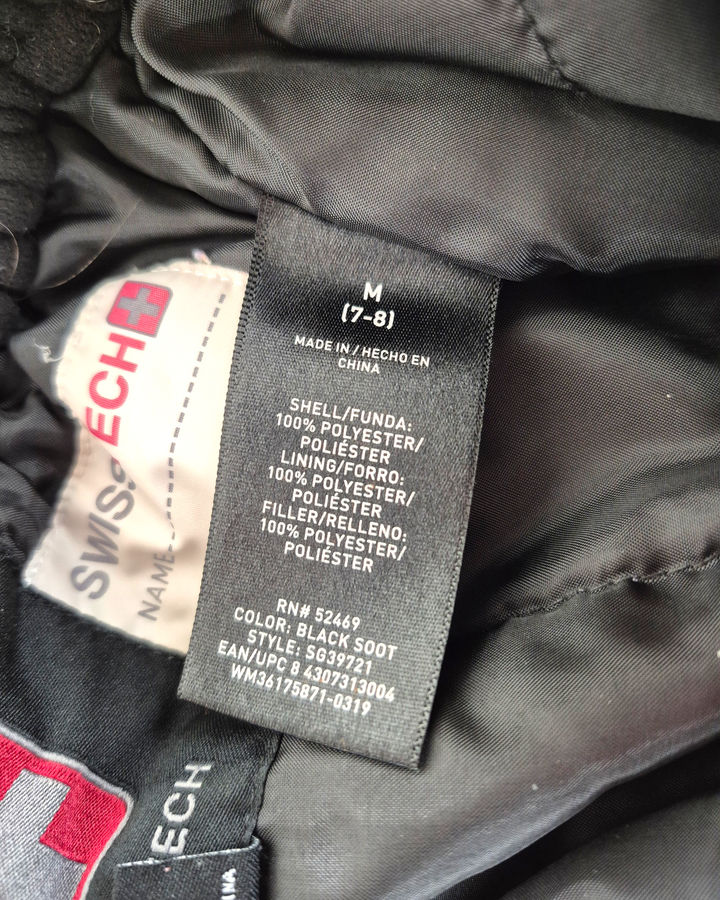 M
(7-8)
MADE IN / HECHO EN
CHINA
SHELL/FUNDA:
100% POLYESTER/
POLIÉSTER
LINING/FORRO:
100% POLYESTER/
POLIÉSTER
FILLER/RELLENO:
100% POLYESTER/
POLIÉSTER
RN# 52469
COLOR: BLACK SOOT
STYLE: SG39721
EAN/UPC 8 4307313004
WM36175871-0319
SWISS ECH
NAME
ECH